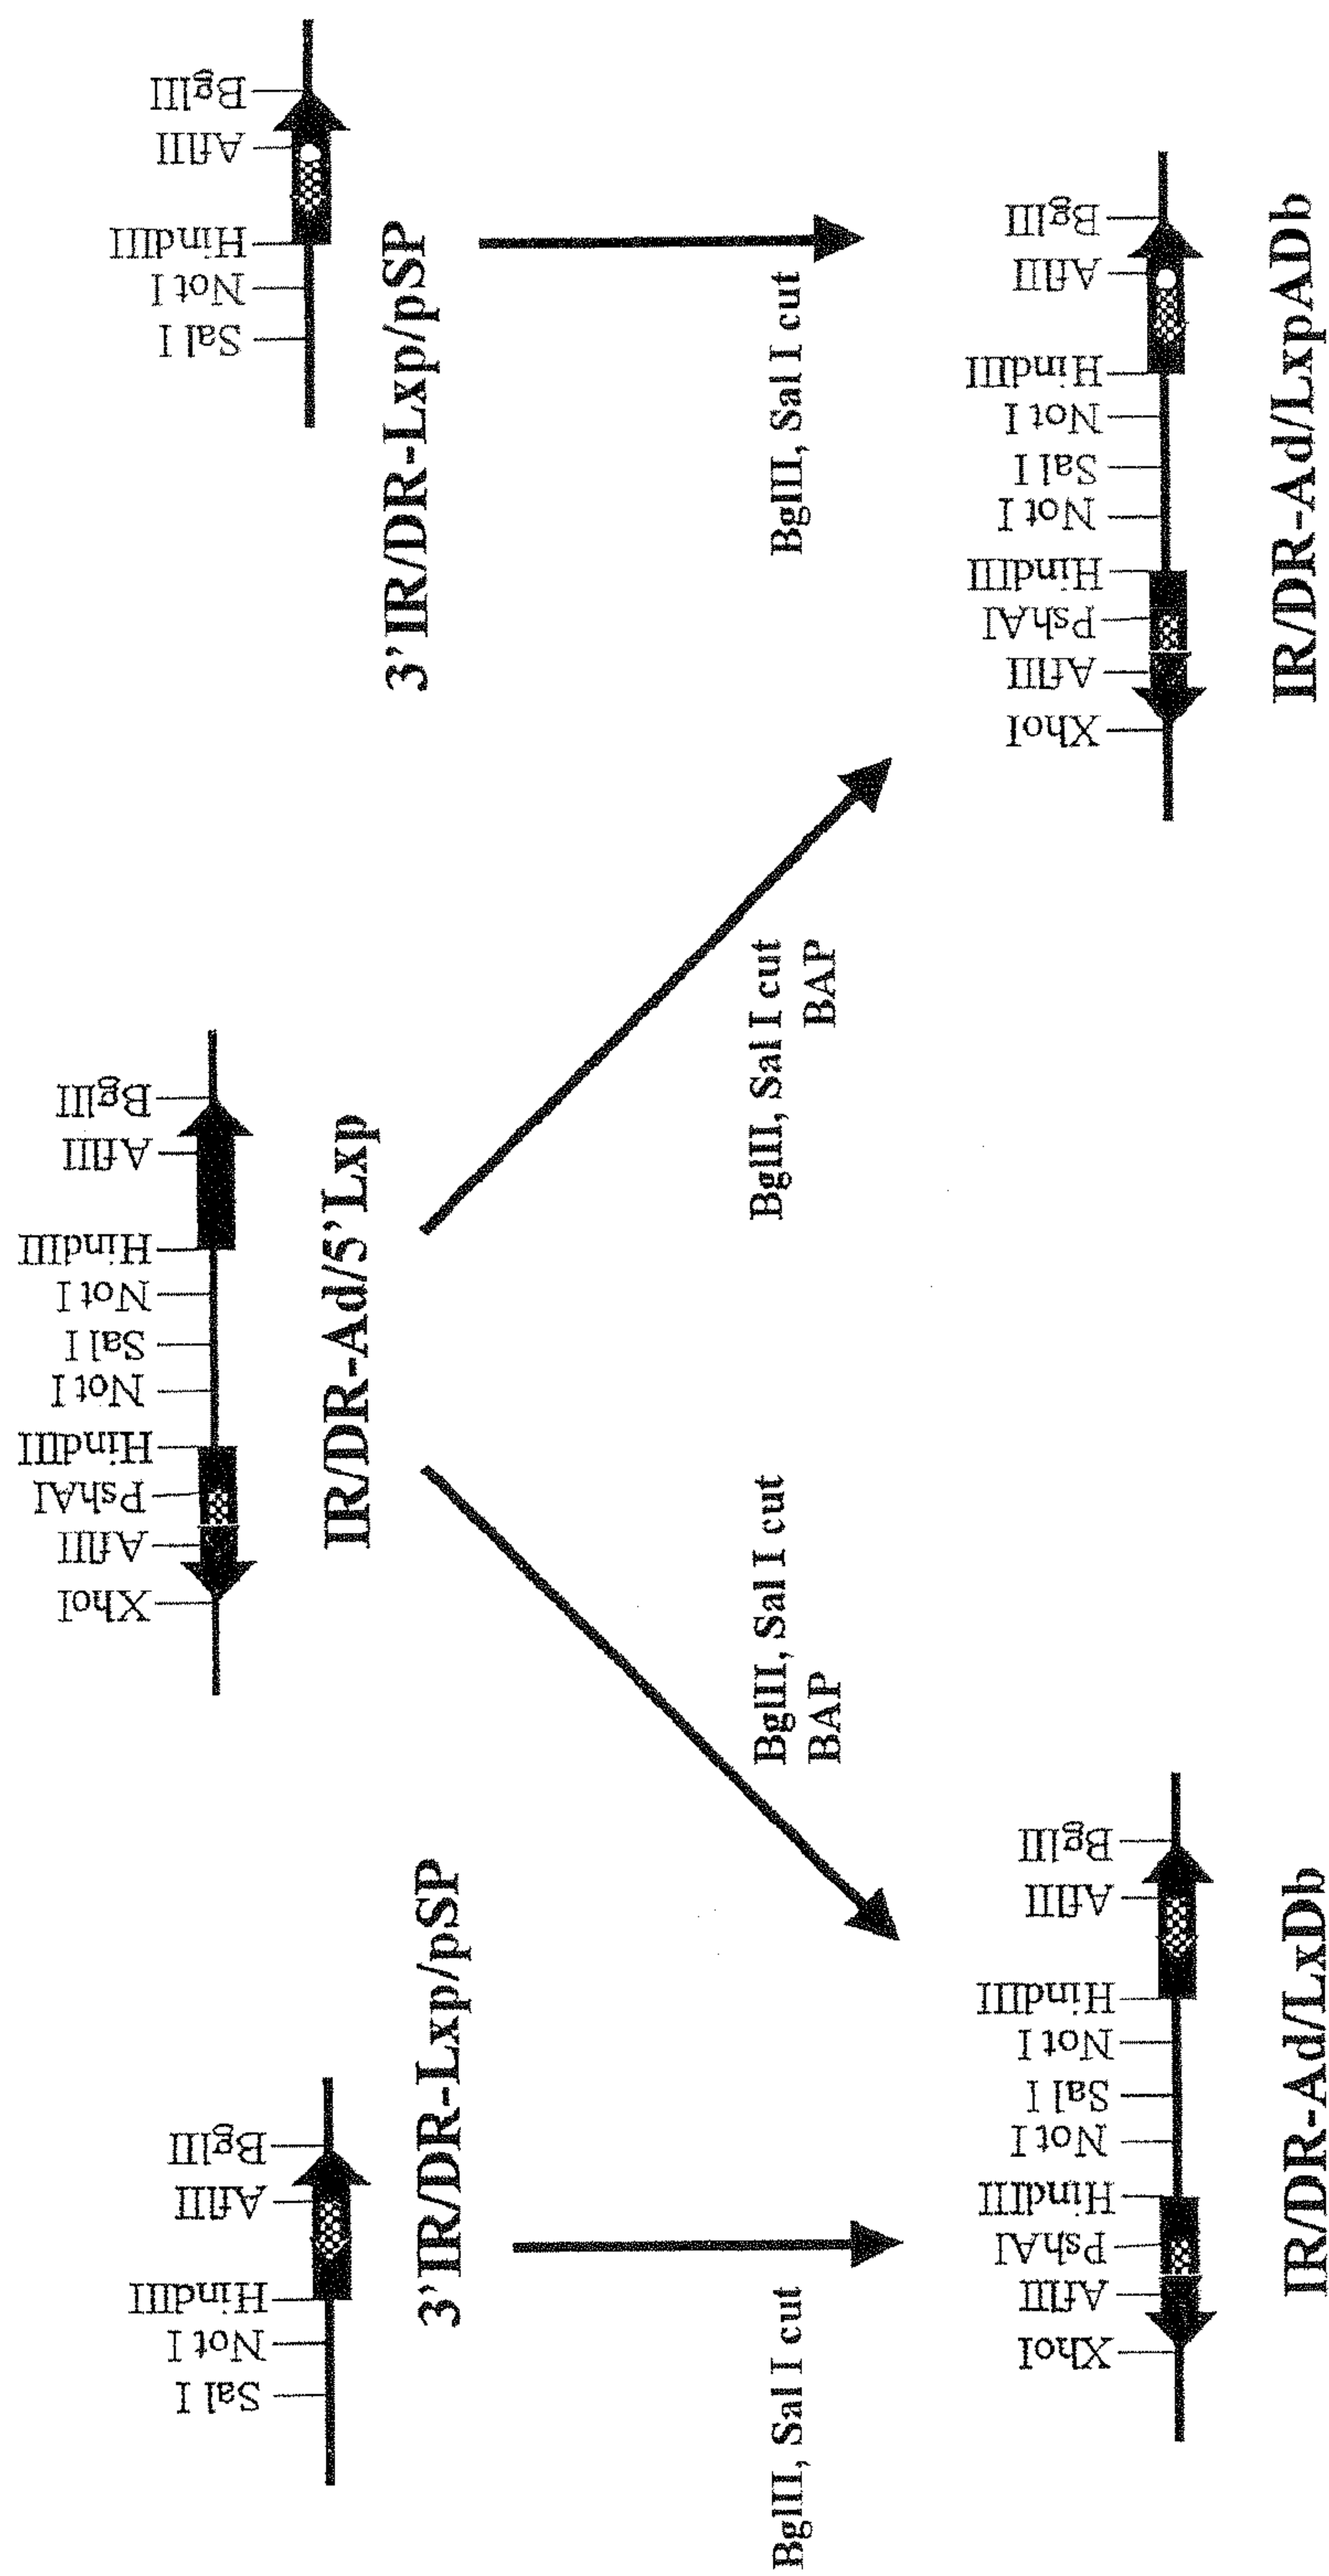 Sal I
Not I
HindIII
AflII
BglII
3' IR/DR-Lxp/pSP
XhoI
AflII
PshAI
HindIII
Not I
Sal I
Not I
HindIII
AflII
BglII
IR/DR-Ad/5' Lxp
Sal I
Not I
HindIII
AflII
BglII
3' IR/DR-Lxp/pSP
BglII, Sal I cut
BglII, Sal I cut
BAP
BglII, Sal I cut
BAP
BglII, Sal I cut
XhoI
AflII
PshAI
HindIII
Not I
Sal I
Not I
HindIII
AflII
BglII
IR/DR-Ad/LxDb
XhoI
AflII
PshAI
HindIII
Not I
Sal I
Not I
HindIII
AflII
BglII
IR/DR-Ad/LxpADb